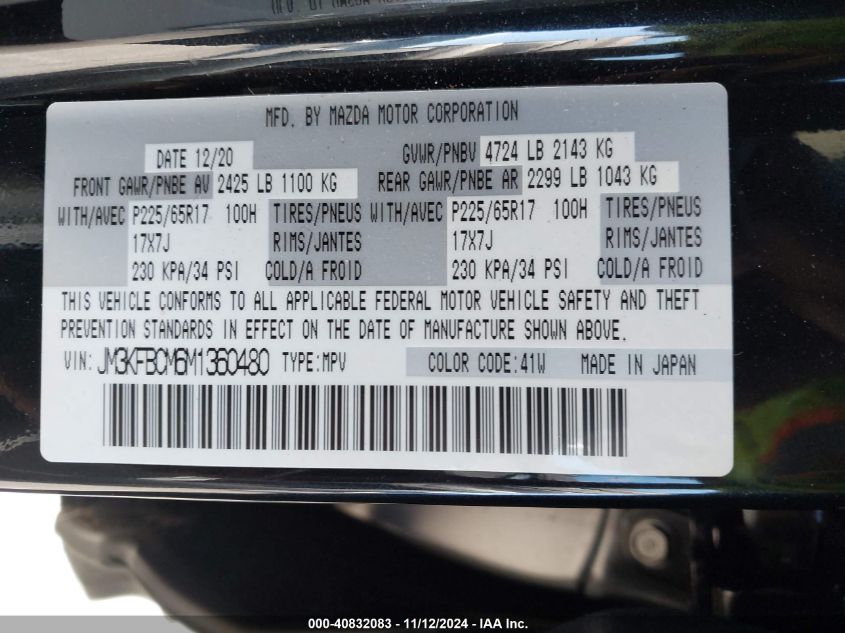 MFD. BY MAZDA MOTOR CORPORATION
DATE 12/20 GVWR/PNBV 4724 LB 2143 KG
FRONT GAWR/PNBE AV 2425 LB 1100 KG REAR GAWR/PNBE AR 2299 LB 1043 KG
WITH/AVEC P225/65R17 100H TIRES/PNEUS WITH/AVEC P225/65R17 100H TIRES/PNEUS
17X7J RIMS/JANTES 17X7J RIMS/JANTES
230 KPA/34 PSI COLD/A FROID 230 KPA/34 PSI COLD/A FROID
THIS VEHICLE CONFORMS TO ALL APPLICABLE FEDERAL MOTOR VEHICLE SAFETY AND THEFT
PREVENTION STANDARDS IN EFFECT ON THE DATE OF MANUFACTURE SHOWN ABOVE.
VIN: JM3KFBCM6M1360480 TYPE:MPV COLOR CODE:41W MADE IN JAPAN
000-40832083 - 11/12/2024 - IAA Inc.